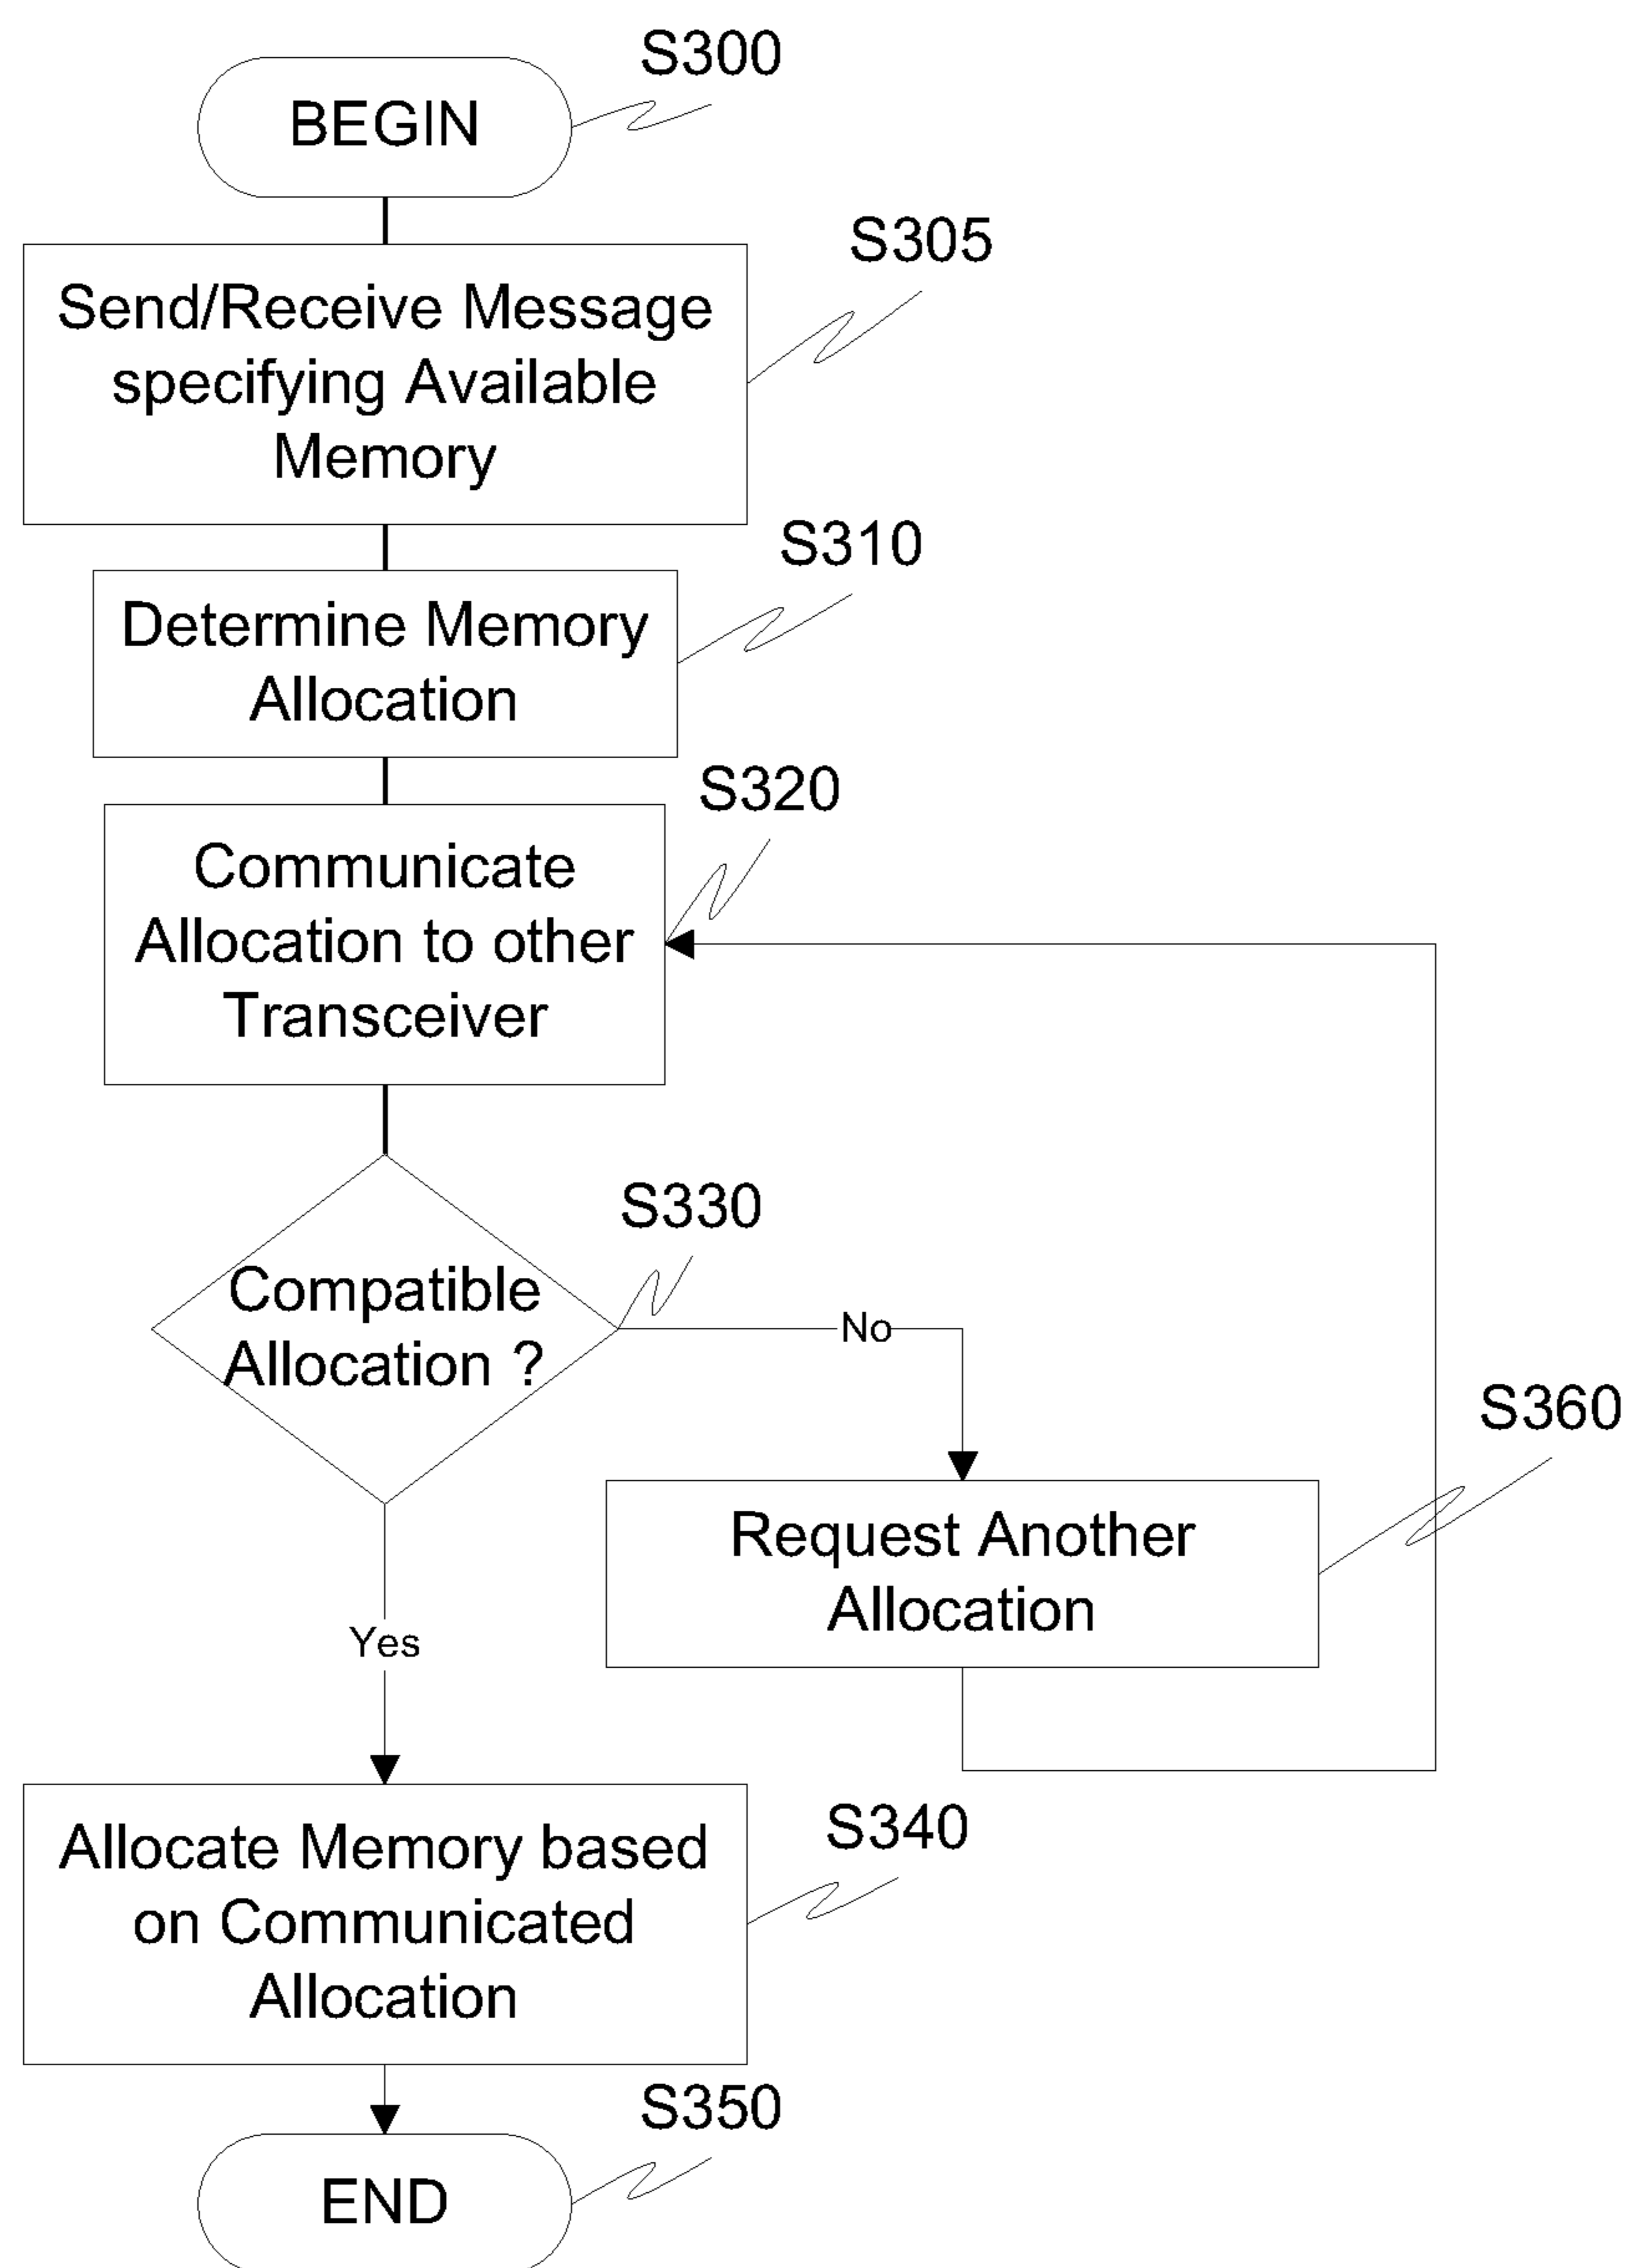 S300
BEGIN
S305
Send/Receive Message
specifying Available
Memory
S310
Determine Memory
Allocation
S320
Communicate
Allocation to other
Transceiver
S330
Compatible
Allocation ?
No
S360
Request Another
Allocation
Yes
S340
Allocate Memory based
on Communicated
Allocation
S350
END